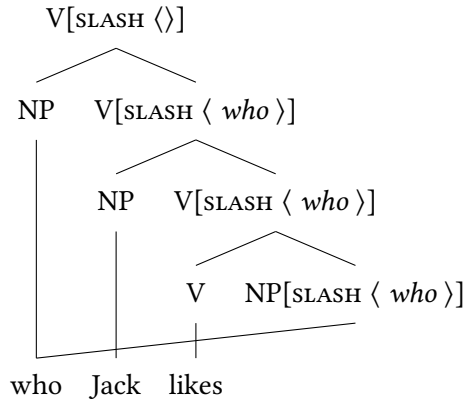 V[SLASH ⟨⟩]
NP V[SLASH ⟨ who ⟩]
NP V[SLASH ⟨ who ⟩]
V NP[SLASH ⟨ who ⟩]
who Jack likes